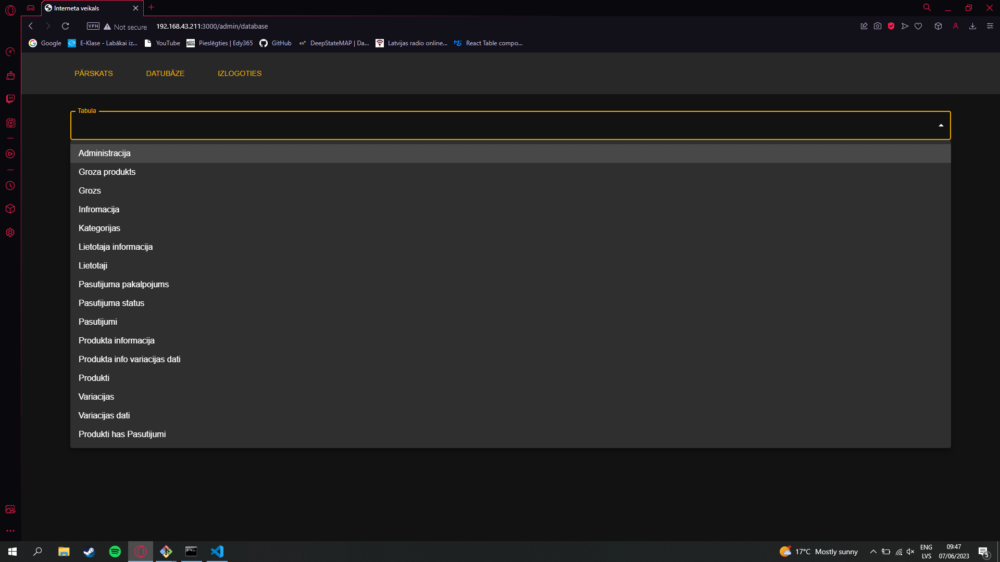 Interneta veikals
VPN
Not secure
192.168.43.211:3000/admin/database
Google
E-Klase - Labākai iz...
YouTube
Pieslēgties | Edy365
GitHub
DeepStateMAP | Da...
Latvijas radio online...
React Table compo...
PĀRSKATS
DATUBĀZE
IZLOGOTIES
Tabula
Administracija
Groza produkts
Grozs
Infromacija
Kategorijas
Lietotaja informacija
Lietotaji
Pasutijuma pakalpojums
Pasutijuma status
Pasutijumi
Produkta informacija
Produkta info variacijas dati
Produkti
Variacijas
Variacijas dati
Produkti has Pasutijumi
17°C Mostly sunny
ENG
LVS
09:47
07/06/2023
5